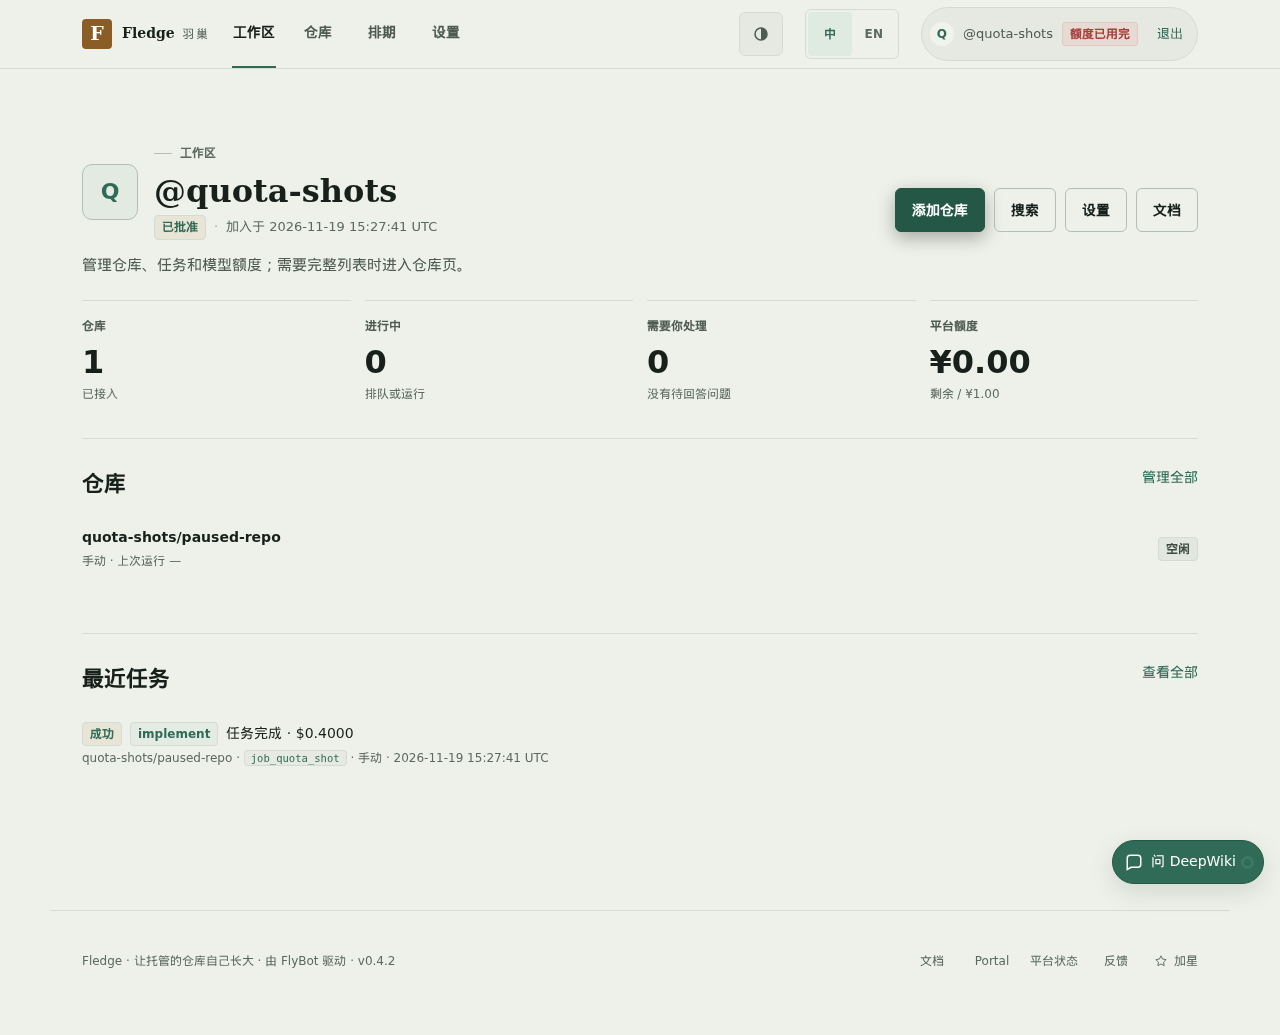 F Fledge 羽巢 工作区 仓库 排期 设置 中 EN Q @quota-shots 额度已用完 退出
工作区
Q @quota-shots
已批准 · 加入于 2026-11-19 15:27:41 UTC
添加仓库 搜索 设置 文档
管理仓库、任务和模型额度；需要完整列表时进入仓库页。
仓库 进行中 需要你处理 平台额度
1 0 0 ¥0.00
已接入 排队或运行 没有待回答问题 剩余 / ¥1.00
仓库 管理全部
quota-shots/paused-repo
手动 · 上次运行 — 空闲
最近任务 查看全部
成功 implement 任务完成 · $0.4000
quota-shots/paused-repo · job_quota_shot · 手动 · 2026-11-19 15:27:41 UTC
问 DeepWiki
Fledge · 让托管的仓库自己长大 · 由 FlyBot 驱动 · v0.4.2 文档 Portal 平台状态 反馈 加星